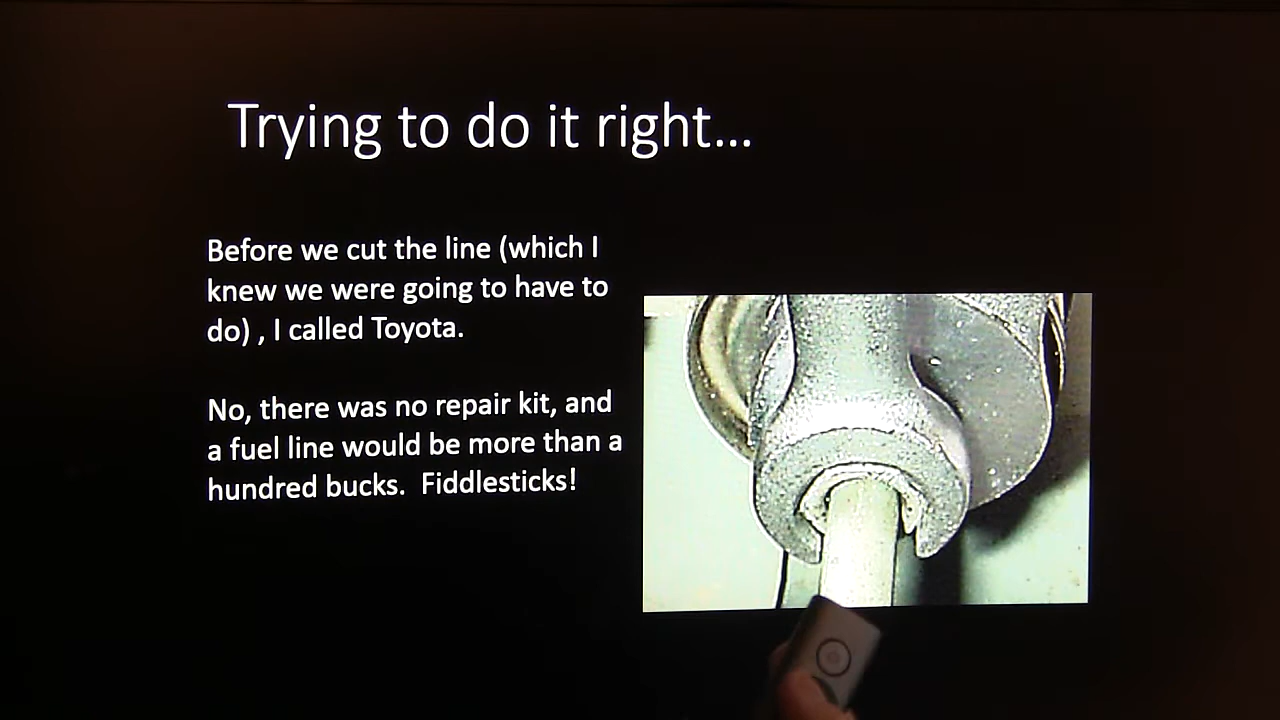 Trying to do it right...
Before we cut the line (which I
knew we were going to have to
do) , I called Toyota.
No, there was no repair kit, and
a fuel line would be more than a
hundred bucks.  Fiddlesticks!